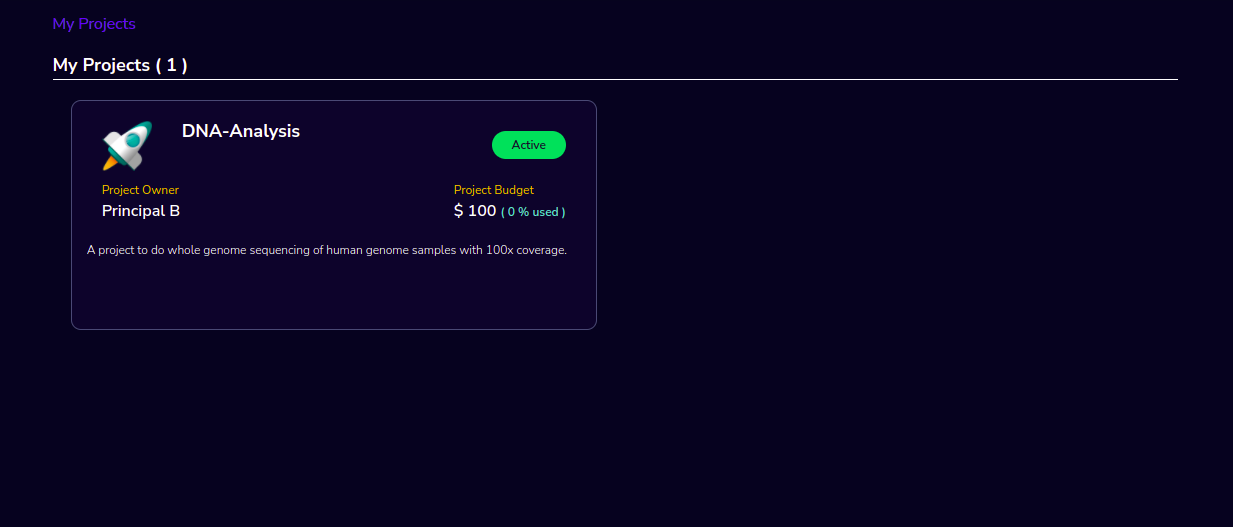 My Projects
My Projects ( 1 )
DNA-Analysis
Active
Project Owner
Project Budget
Principal B
$ 100 ( 0 % used )
A project to do whole genome sequencing of human genome samples with 100x coverage.